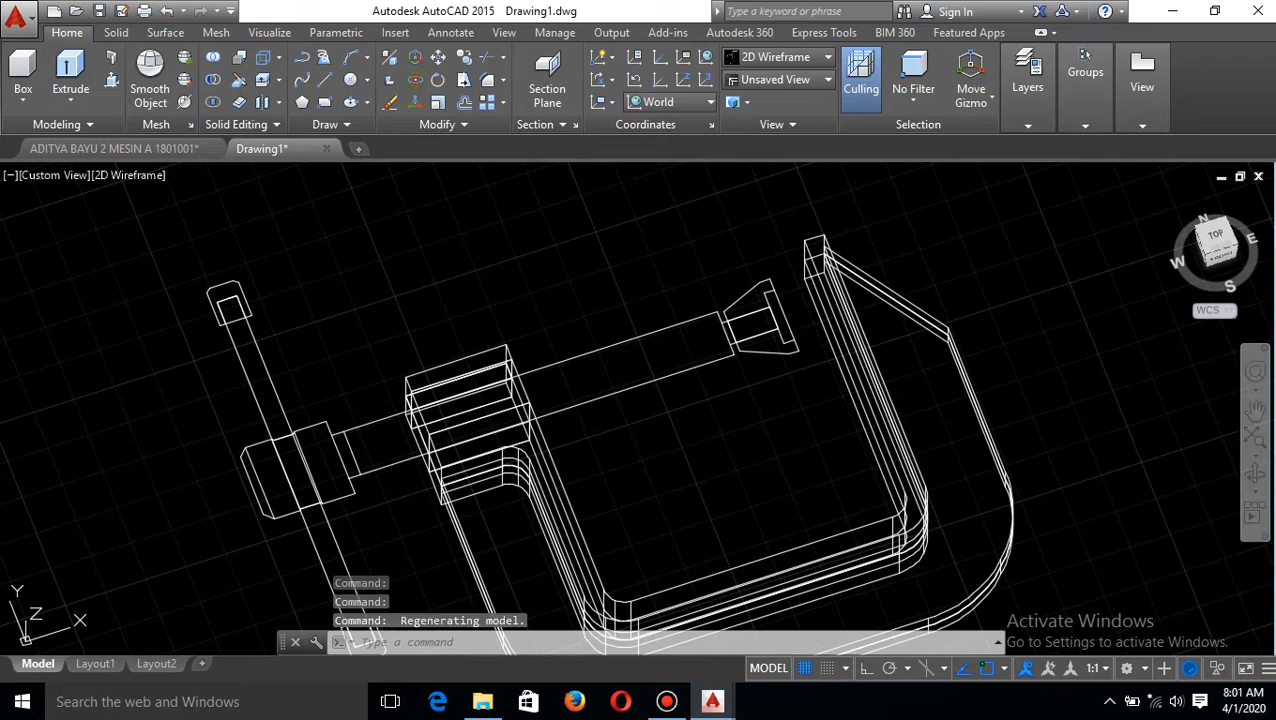 Autodesk AutoCAD 2015 Drawing1.dwg
Type a keyword or phrase
Sign In
Home Solid Surface Mesh Visualize Parametric Insert Annotate View Manage Output Add-ins Autodesk 360 Express Tools BIM 360 Featured Apps
2D Wireframe
Unsaved View
World
Box Extrude Smooth Object Section Plane Culling No Filter Move Gizmo Layers Groups View
Modeling Mesh Solid Editing Draw Modify Section Coordinates View Selection
ADITYA BAYU 2 MESIN A 1801001* Drawing1*
[−][Custom View][2D Wireframe]
N
TOP
W E
S
WCS
Command:
Command:
Command: Regenerating model.
Type a command
Y
Z X
Activate Windows
Go to Settings to activate Windows.
Model Layout1 Layout2
MODEL 1:1
Search the web and Windows
8:01 AM
4/1/2020